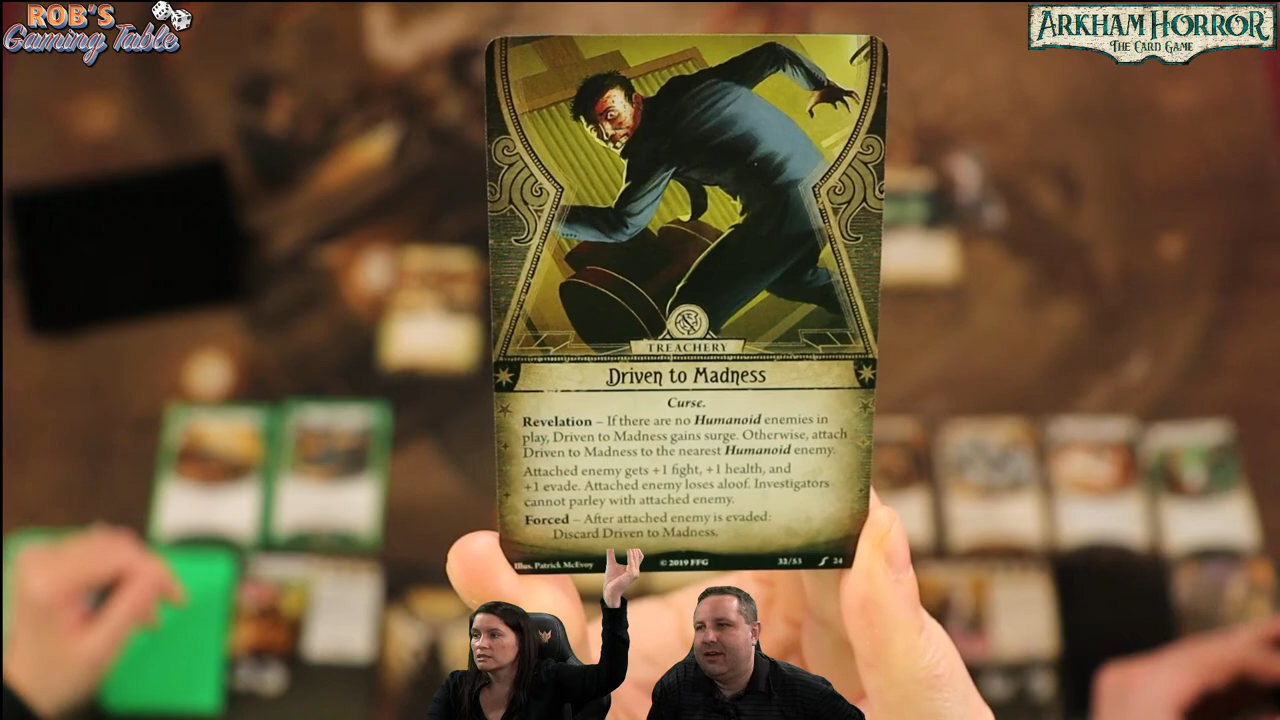 ROB'S
Gaming Table
ARKHAM HORROR
THE CARD GAME
TREACHERY
Driven to Madness
Curse.
Revelation – If there are no Humanoid enemies in
play, Driven to Madness gains surge. Otherwise, attach
Driven to Madness to the nearest Humanoid enemy.
Attached enemy gets +1 fight, +1 health, and
+1 evade. Attached enemy loses aloof. Investigators
cannot parley with attached enemy.
Forced – After attached enemy is evaded:
Discard Driven to Madness.
Illus. Patrick McEvoy © 2019 FFG 32/53 24